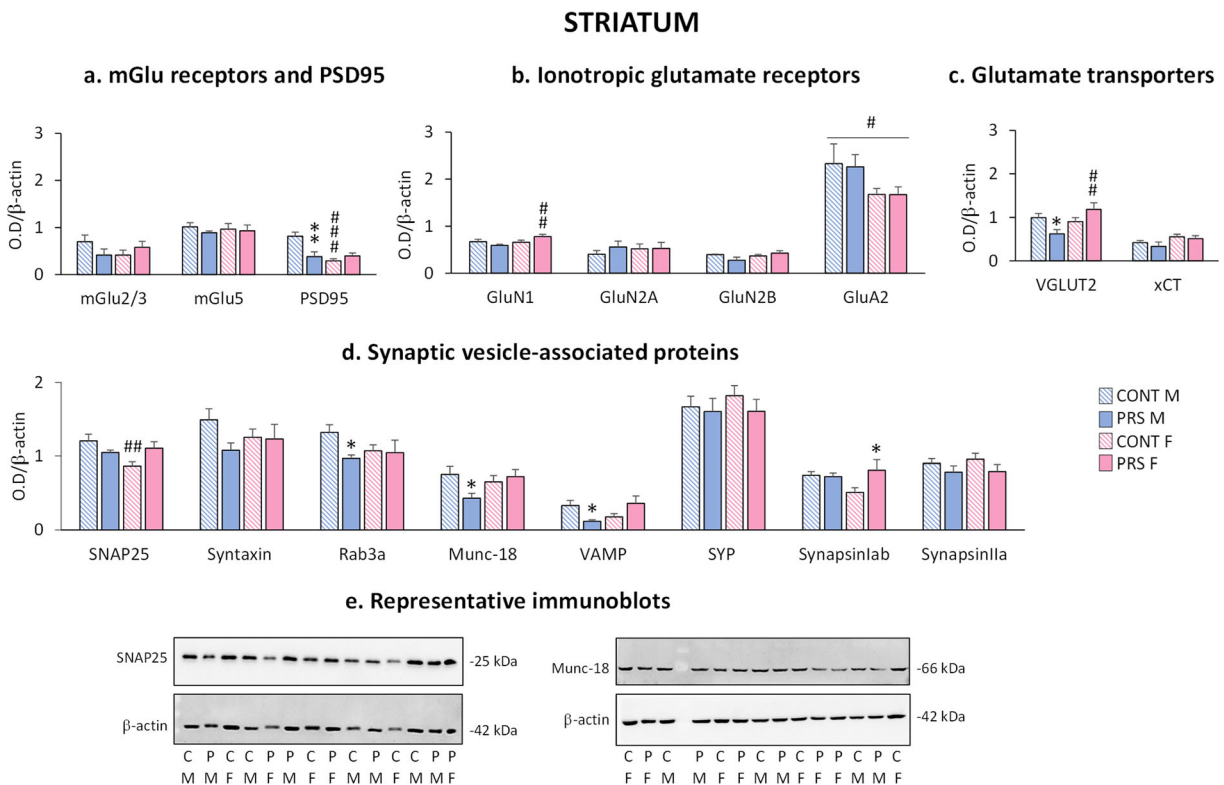 STRIATUM
a. mGlu receptors and PSD95
b. Ionotropic glutamate receptors
c. Glutamate transporters
O.D/β-actin
3
2
1
0
*
*
#
#
#
mGlu2/3 mGlu5 PSD95
O.D/β-actin
3
2
1
0
#
#
#
GluN1 GluN2A GluN2B GluA2
O.D/β-actin
3
2
1
0
*
#
#
VGLUT2 xCT
d. Synaptic vesicle-associated proteins
O.D/β-actin
2
1
0
## * * * *
SNAP25 Syntaxin Rab3a Munc-18 VAMP SYP SynapsinIab SynapsinIIa
CONT M
PRS M
CONT F
PRS F
e. Representative immunoblots
SNAP25 -25 kDa
β-actin -42 kDa
C P C C P P C F C P C C P P
M M F M F M F P M M F M M F
Munc-18 -66 kDa
β-actin -42 kDa
C P C P C P C P C P P C P C
F F M M F F M M F F F M M F